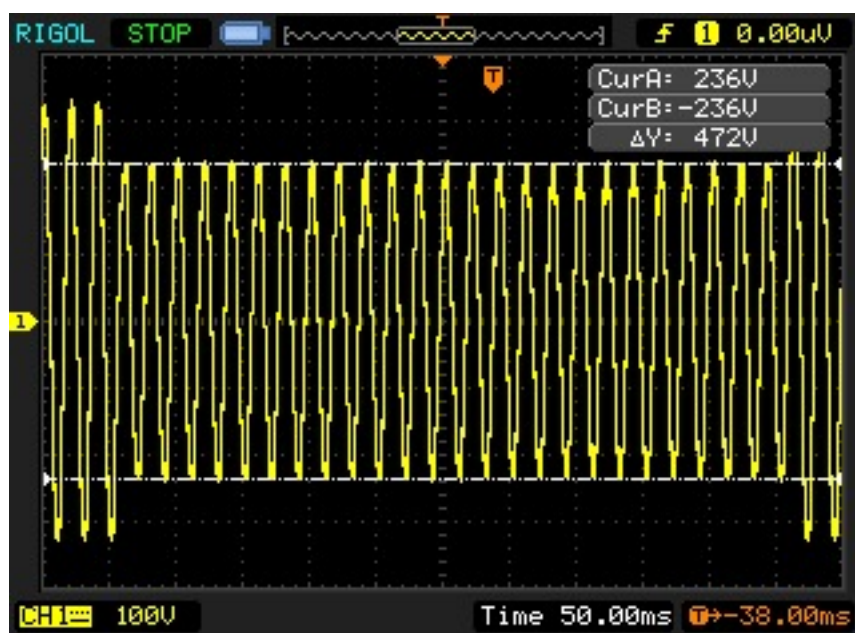 RIGOL STOP T 1 0.00uV
T
CurA: 236V
CurB:-236V
ΔY: 472V
1
CH1 100V Time 50.00ms T→-38.00ms